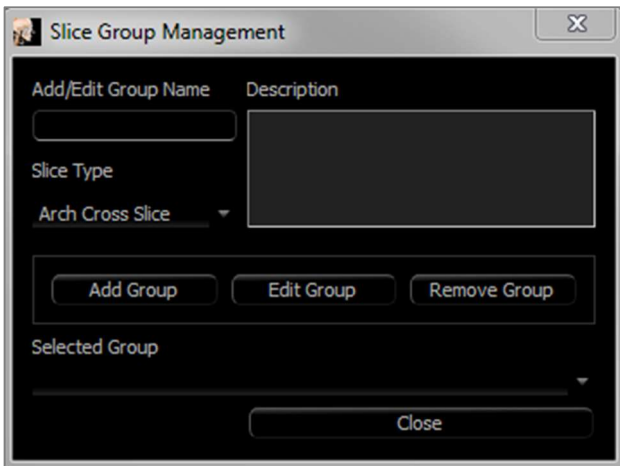 Slice Group Management
Add/Edit Group Name Description
Slice Type
Arch Cross Slice
Add Group Edit Group Remove Group
Selected Group
Close